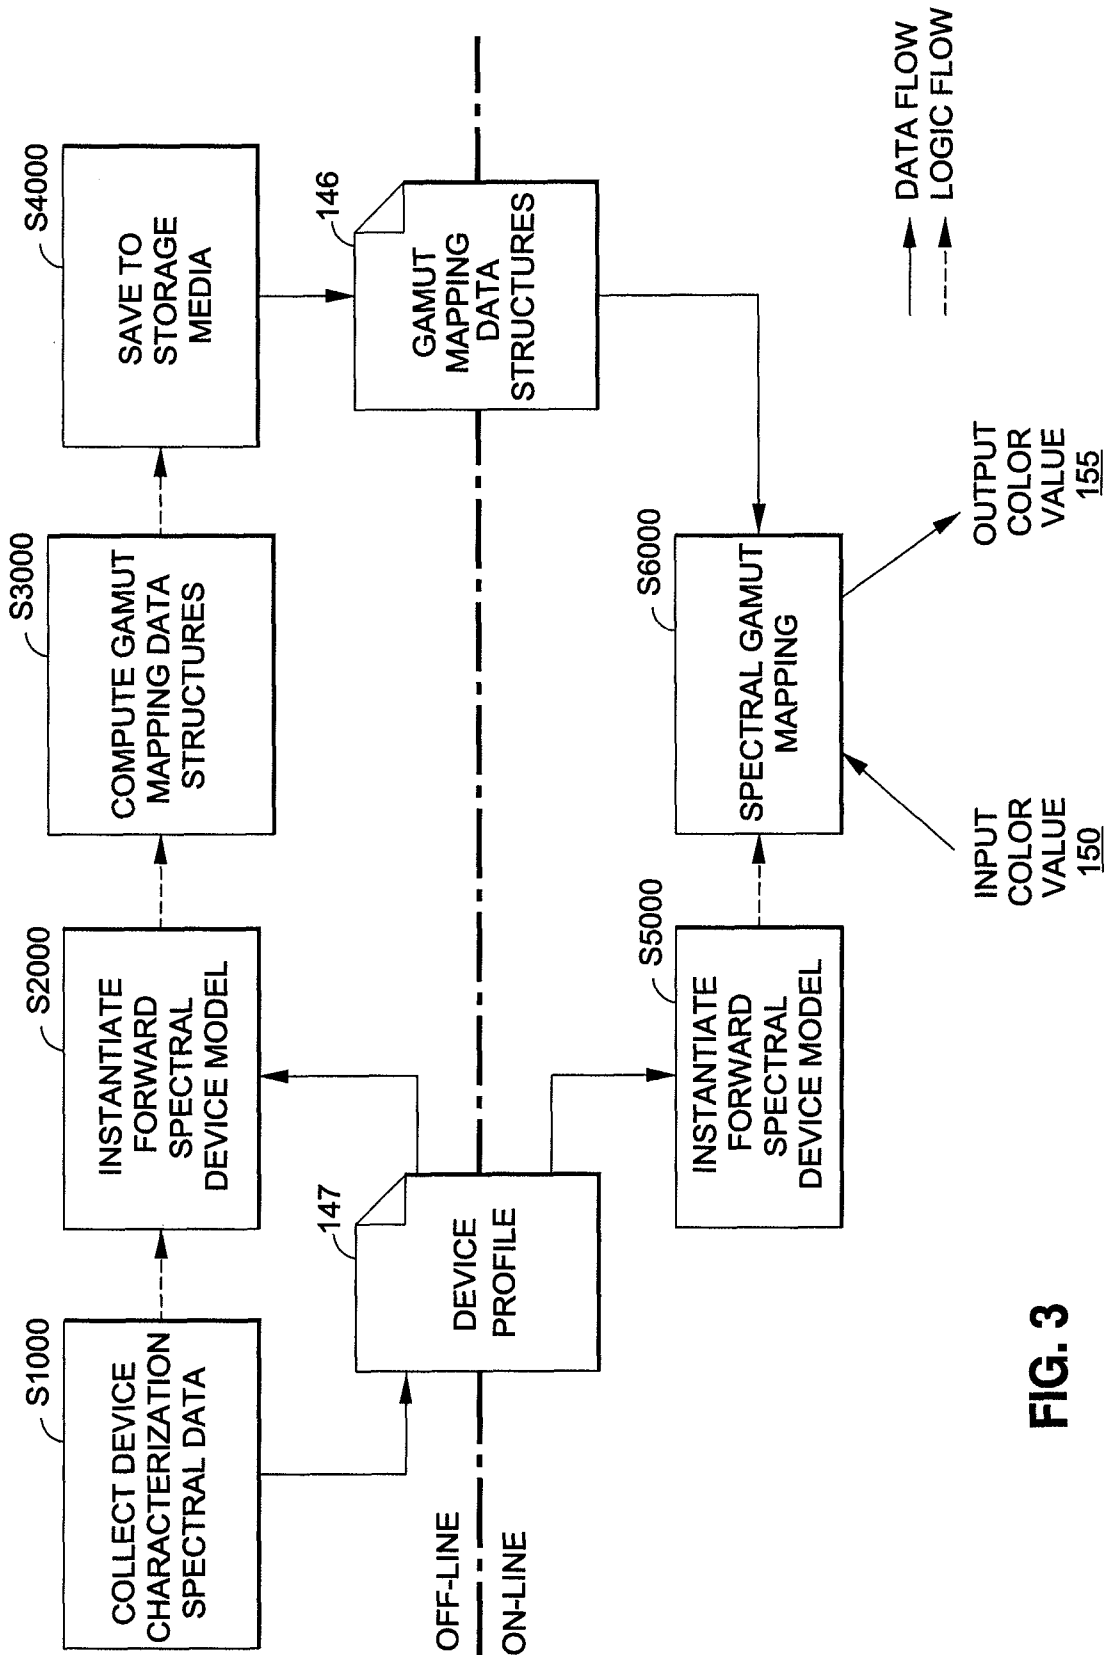 S1000
COLLECT DEVICE
CHARACTERIZATION
SPECTRAL DATA
S2000
INSTANTIATE
FORWARD
SPECTRAL
DEVICE MODEL
S3000
COMPUTE GAMUT
MAPPING DATA
STRUCTURES
S4000
SAVE TO
STORAGE
MEDIA
147
DEVICE
PROFILE
146
GAMUT
MAPPING
DATA
STRUCTURES
OFF-LINE
ON-LINE
S5000
INSTANTIATE
FORWARD
SPECTRAL
DEVICE MODEL
S6000
SPECTRAL GAMUT
MAPPING
INPUT
COLOR
VALUE
150
OUTPUT
COLOR
VALUE
155
DATA FLOW
LOGIC FLOW
FIG. 3